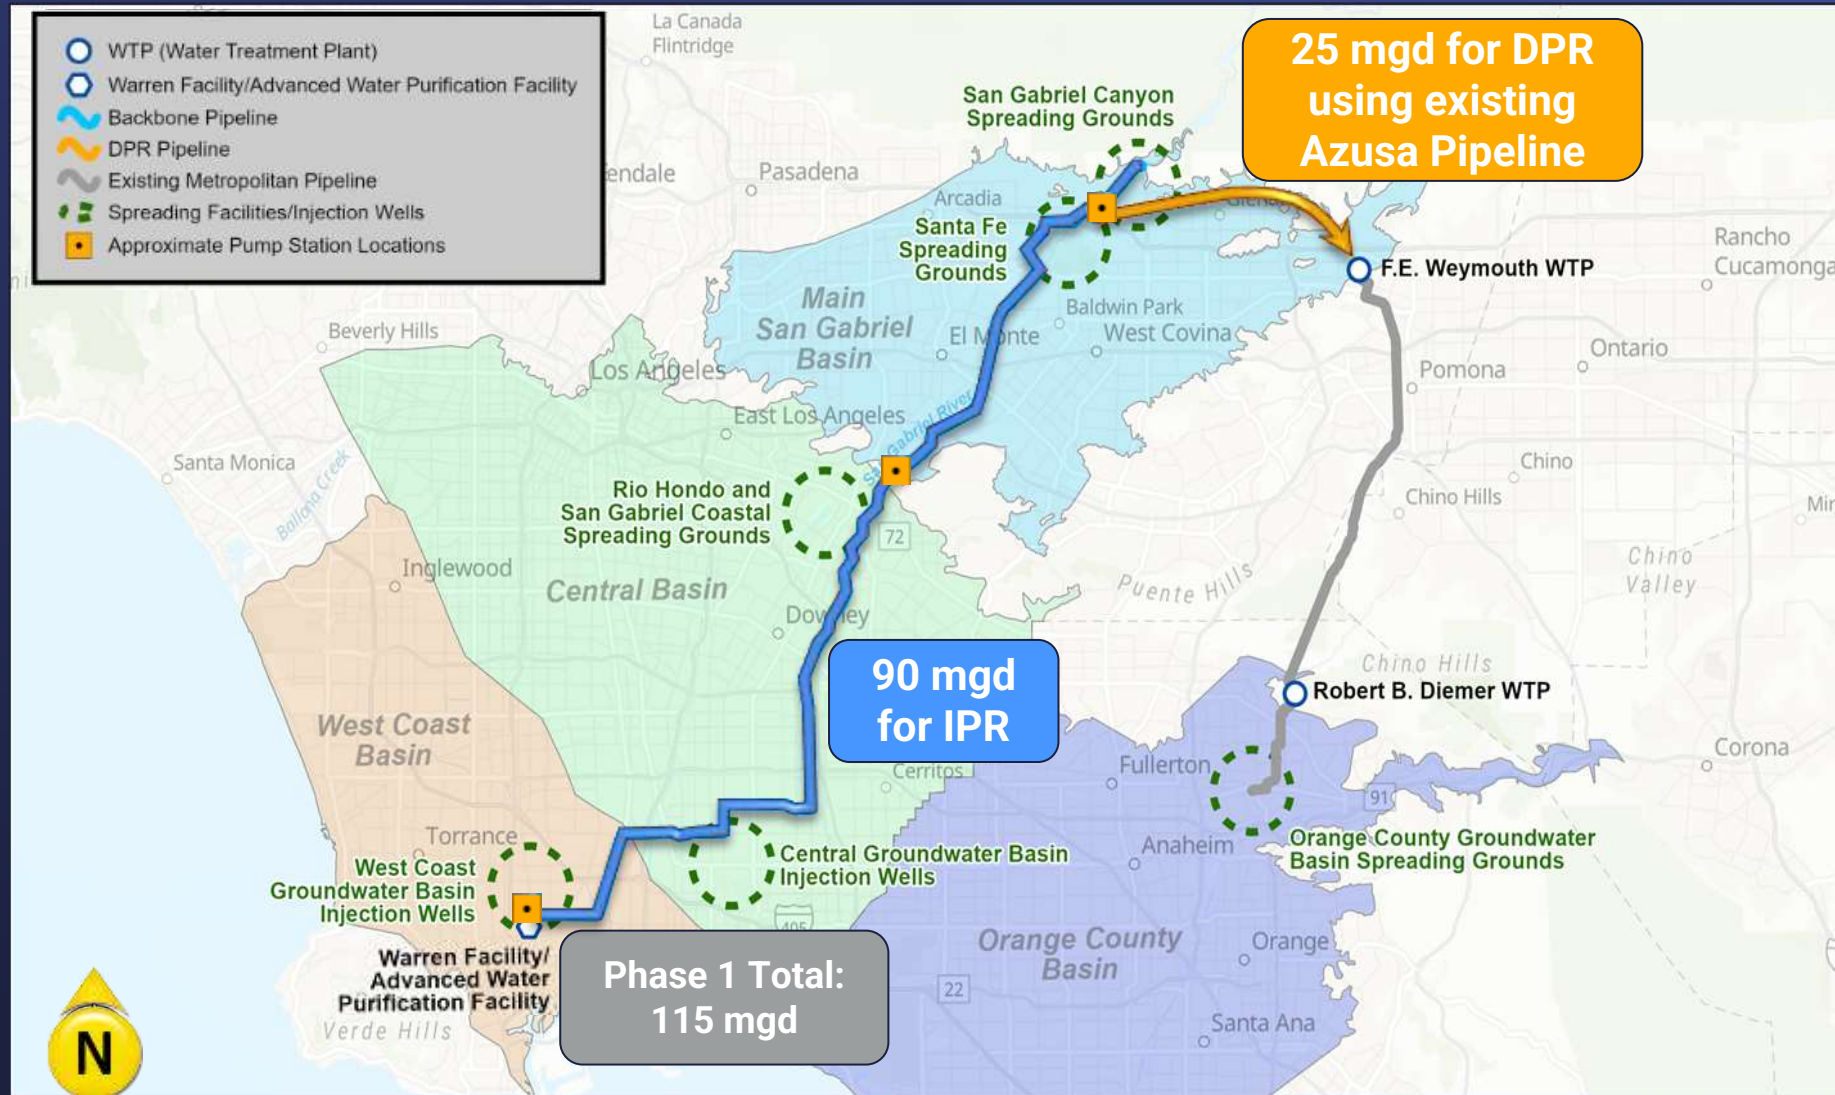 WTP (Water Treatment Plant)
Warren Facility/Advanced Water Purification Facility
Backbone Pipeline
DPR Pipeline
Existing Metropolitan Pipeline
Spreading Facilities/Injection Wells
Approximate Pump Station Locations
La Canada
Flintridge
25 mgd for DPR
using existing
Azusa Pipeline
San Gabriel Canyon
Spreading Grounds
endale
Pasadena
Arcadia
Santa Fe
Spreading
Grounds
F.E. Weymouth WTP
Rancho
Cucamonga
Main
San Gabriel
Basin
Baldwin Park
El Monte
West Covina
Beverly Hills
Los Angeles
East Los Angeles
San Gabriel River
Pomona
Ontario
Santa Monica
Ballona Creek
Rio Hondo and
San Gabriel Coastal
Spreading Grounds
72
Chino
Chino Hills
Mir
Inglewood
Central Basin
Downey
Puente Hills
Chino
Valley
90 mgd
for IPR
Chino Hills
Robert B. Diemer WTP
West Coast
Basin
Cerritos
Fullerton
Corona
91
Torrance
West Coast
Groundwater Basin
Injection Wells
Central Groundwater Basin
Injection Wells
Anaheim
Orange County Groundwater
Basin Spreading Grounds
405
Warren Facility/
Advanced Water
Purification Facility
Verde Hills
Phase 1 Total:
115 mgd
Orange County
Basin
Orange
22
Santa Ana
N